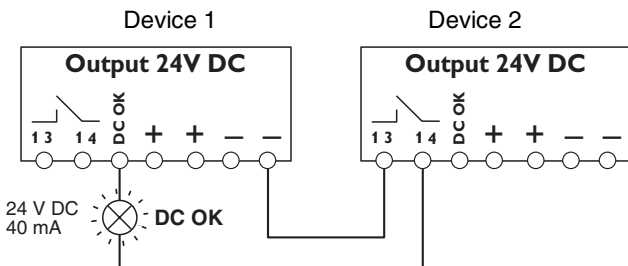 Device 1
Device 2
Output 24V DC
Output 24V DC
13 14 DC OK + + – –
13 14 DC OK + + – –
24 V DC
40 mA
DC OK